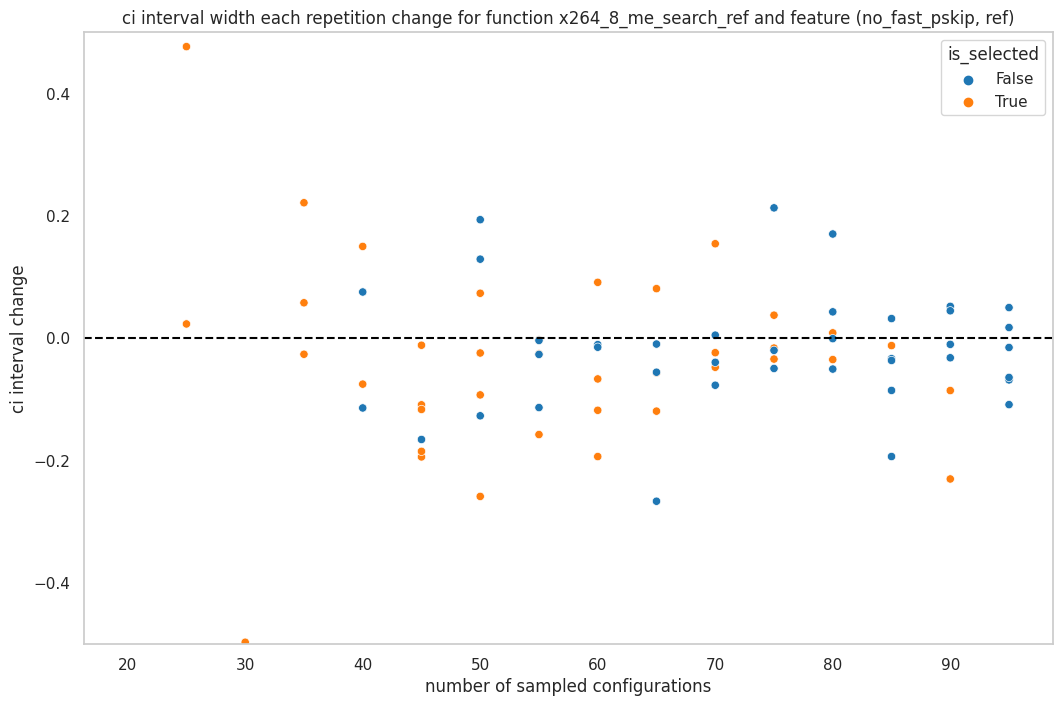 ci interval width each repetition change for function x264_8_me_search_ref and feature (no_fast_pskip, ref)
is_selected
False
True
ci interval change
0.4
0.2
0.0
−0.2
−0.4
20 30 40 50 60 70 80 90
number of sampled configurations